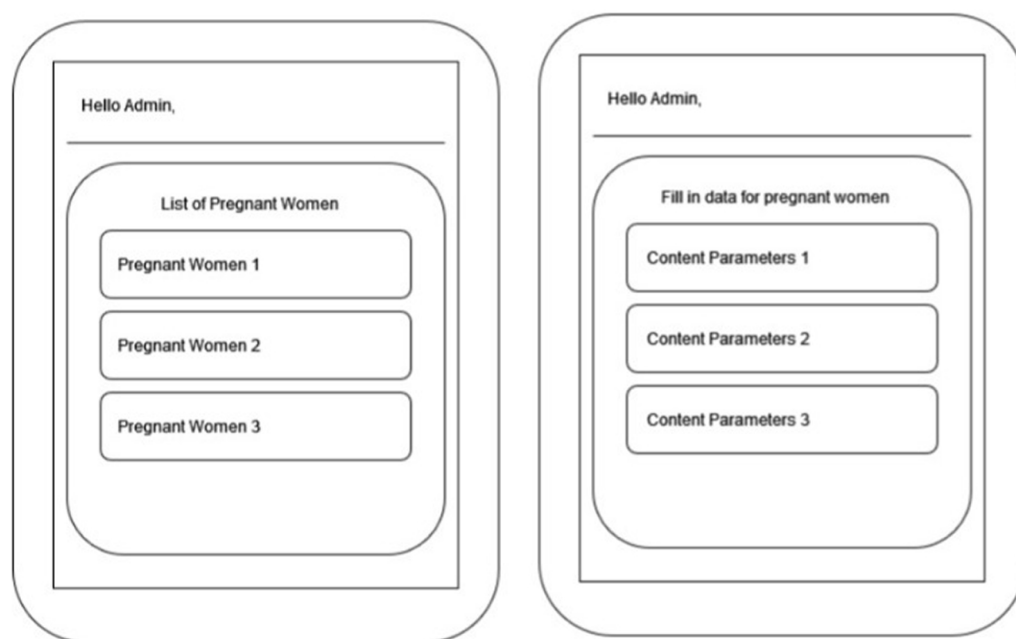 Hello Admin,
List of Pregnant Women
Pregnant Women 1
Pregnant Women 2
Pregnant Women 3
Hello Admin,
Fill in data for pregnant women
Content Parameters 1
Content Parameters 2
Content Parameters 3